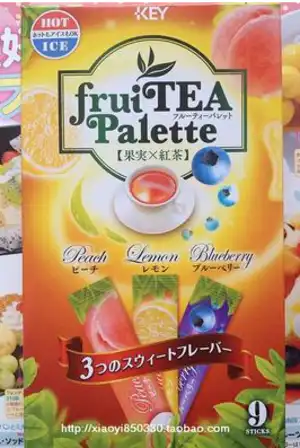 KEY
HOT
ホットもアイスもOK
ICE
fruiTEA
Palette
フルーティーパレット
【果実×紅茶】
Peach Lemon Blueberry
ピーチ レモン ブルーベリー
3つのスウィートフレーバー
9
STICKS
http://xiaoyi850330.taobao.com